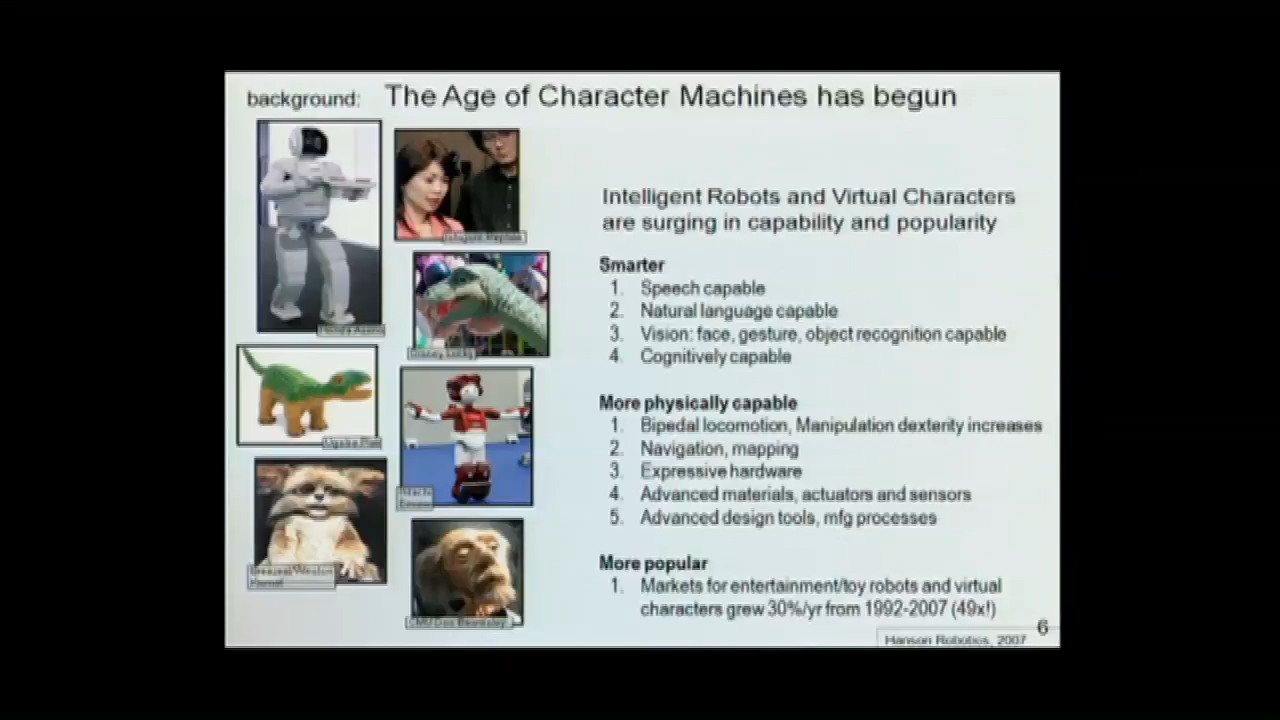 background: The Age of Character Machines has begun
Intelligent Robots and Virtual Characters
are surging in capability and popularity
Smarter
1. Speech capable
2. Natural language capable
3. Vision: face, gesture, object recognition capable
4. Cognitively capable
More physically capable
1. Bipedal locomotion, Manipulation dexterity increases
2. Navigation, mapping
3. Expressive hardware
4. Advanced materials, actuators and sensors
5. Advanced design tools, mfg processes
More popular
1. Markets for entertainment/toy robots and virtual
characters grew 30%/yr from 1992-2007 (49x!)
6
Hanson Robotics, 2007